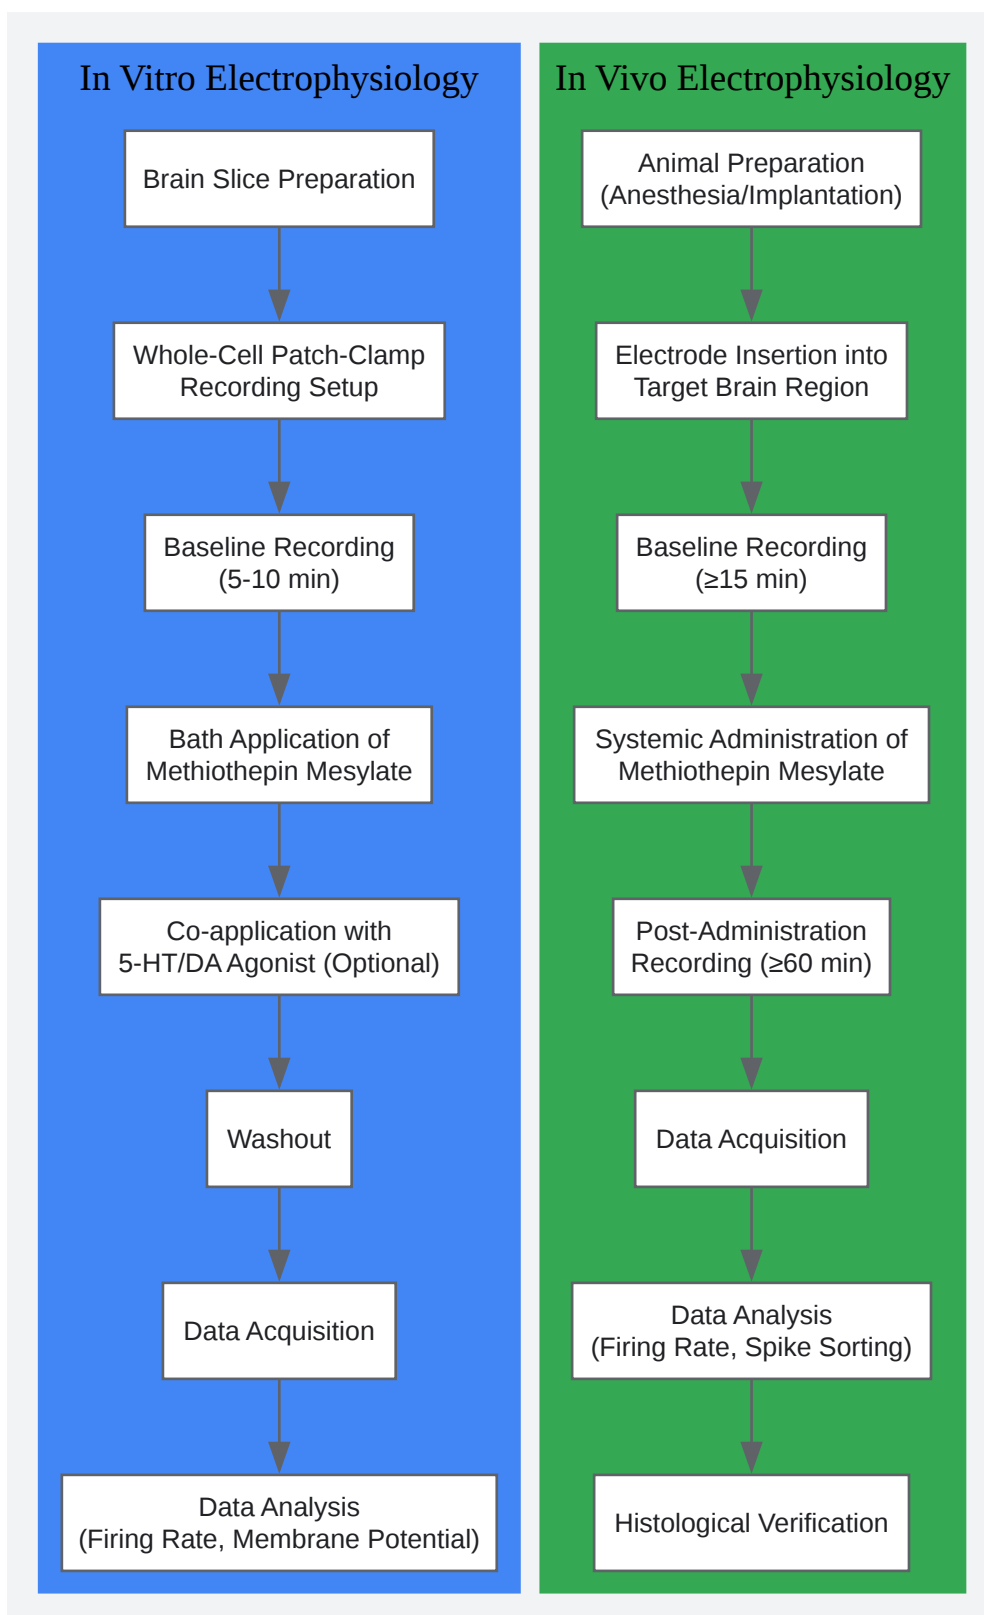 In Vitro Electrophysiology
Brain Slice Preparation
Whole-Cell Patch-Clamp
Recording Setup
Baseline Recording
(5-10 min)
Bath Application of
Methiothepin Mesylate
Co-application with
5-HT/DA Agonist (Optional)
Washout
Data Acquisition
Data Analysis
(Firing Rate, Membrane Potential)
In Vivo Electrophysiology
Animal Preparation
(Anesthesia/Implantation)
Electrode Insertion into
Target Brain Region
Baseline Recording
(≥15 min)
Systemic Administration of
Methiothepin Mesylate
Post-Administration
Recording (≥60 min)
Data Acquisition
Data Analysis
(Firing Rate, Spike Sorting)
Histological Verification